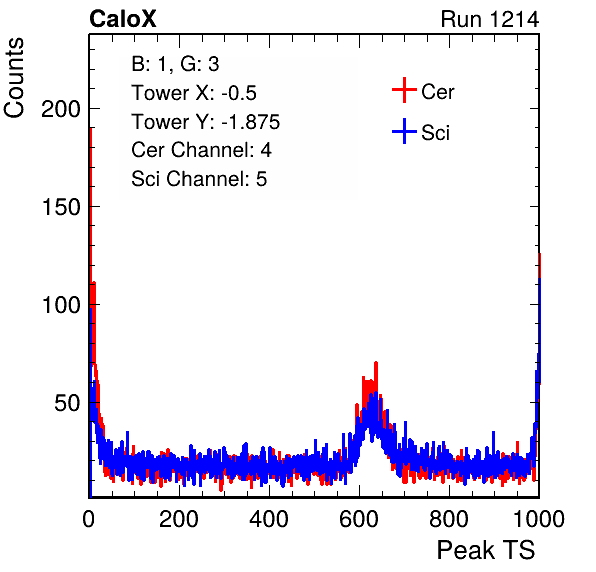 CaloX Run 1214
Counts
B: 1, G: 3
Tower X: -0.5
Tower Y: -1.875
Cer Channel: 4
Sci Channel: 5
Cer
Sci
200
150
100
50
0 200 400 600 800 1000
Peak TS